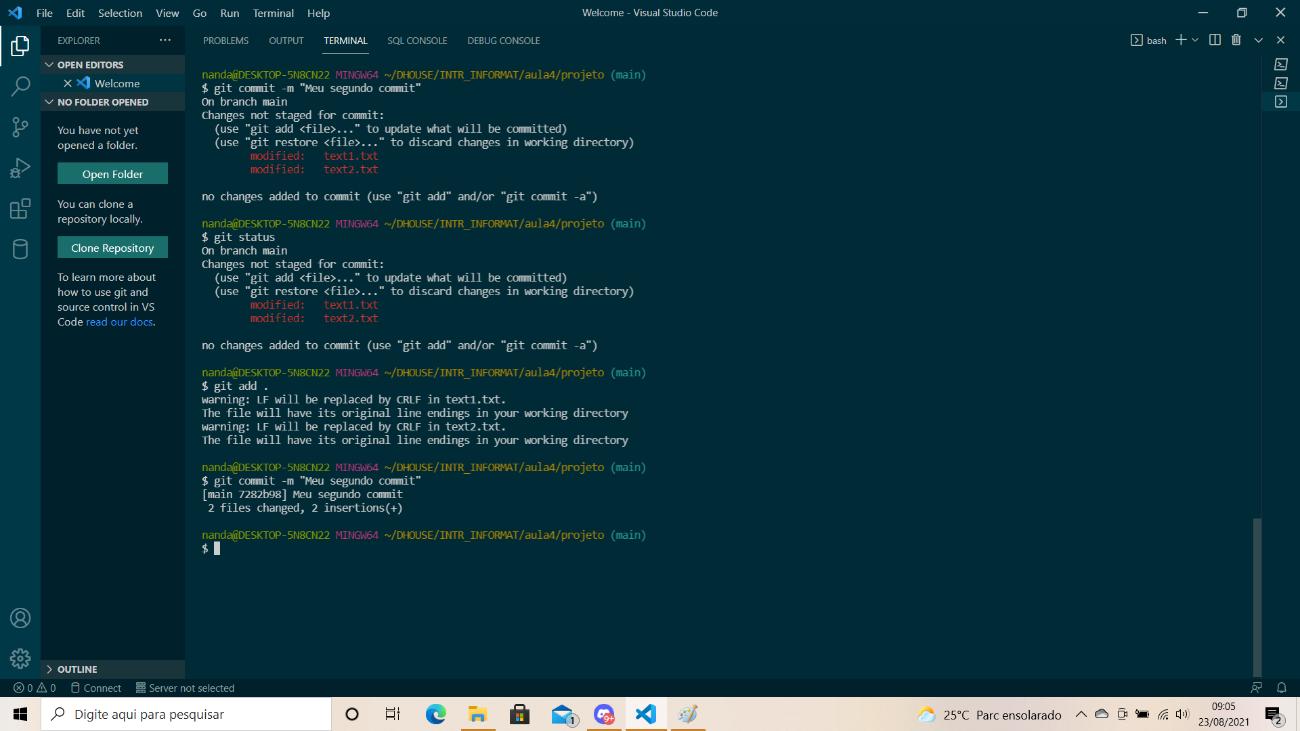 File Edit Selection View Go Run Terminal Help
Welcome - Visual Studio Code
EXPLORER
OPEN EDITORS
Welcome
NO FOLDER OPENED
You have not yet
opened a folder.
Open Folder
You can clone a
repository locally.
Clone Repository
To learn more about
how to use git and
source control in VS
Code read our docs.
OUTLINE
PROBLEMS OUTPUT TERMINAL SQL CONSOLE DEBUG CONSOLE
bash
nanda@DESKTOP-5N8CN22 MINGW64 ~/DHOUSE/INTR_INFORMAT/aula4/projeto (main)
$ git commit -m "Meu segundo commit"
On branch main
Changes not staged for commit:
  (use "git add <file>..." to update what will be committed)
  (use "git restore <file>..." to discard changes in working directory)
        modified:   text1.txt
        modified:   text2.txt
no changes added to commit (use "git add" and/or "git commit -a")
nanda@DESKTOP-5N8CN22 MINGW64 ~/DHOUSE/INTR_INFORMAT/aula4/projeto (main)
$ git status
On branch main
Changes not staged for commit:
  (use "git add <file>..." to update what will be committed)
  (use "git restore <file>..." to discard changes in working directory)
        modified:   text1.txt
        modified:   text2.txt
no changes added to commit (use "git add" and/or "git commit -a")
nanda@DESKTOP-5N8CN22 MINGW64 ~/DHOUSE/INTR_INFORMAT/aula4/projeto (main)
$ git add .
warning: LF will be replaced by CRLF in text1.txt.
The file will have its original line endings in your working directory
warning: LF will be replaced by CRLF in text2.txt.
The file will have its original line endings in your working directory
nanda@DESKTOP-5N8CN22 MINGW64 ~/DHOUSE/INTR_INFORMAT/aula4/projeto (main)
$ git commit -m "Meu segundo commit"
[main 7282b98] Meu segundo commit
 2 files changed, 2 insertions(+)
nanda@DESKTOP-5N8CN22 MINGW64 ~/DHOUSE/INTR_INFORMAT/aula4/projeto (main)
$
0 0 Connect Server not selected
Digite aqui para pesquisar
1
9+
25°C Parc ensolarado
09:05
23/08/2021
2